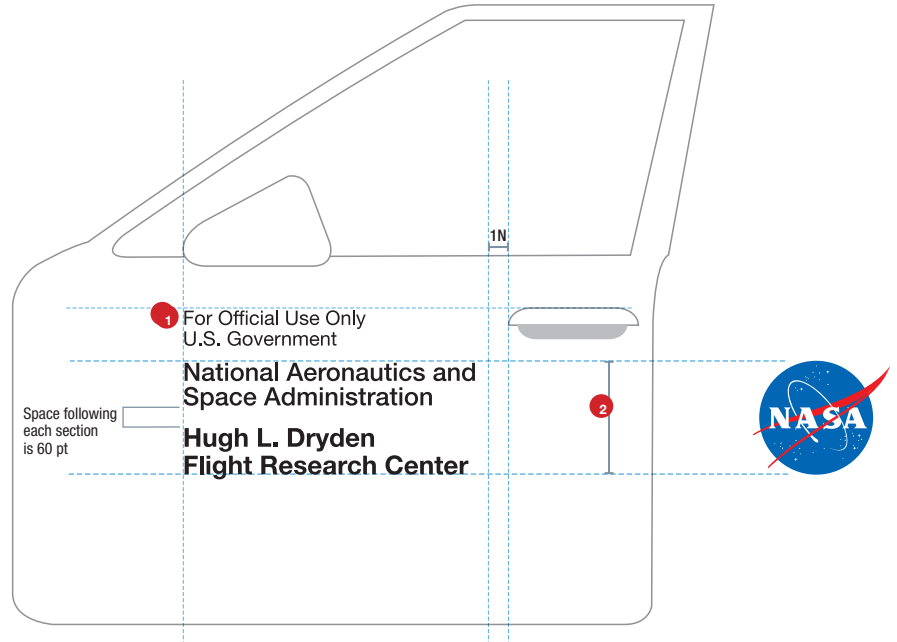 1N
1
For Official Use Only
U.S. Government
National Aeronautics and
Space Administration
2
NASA
Space following
each section
is 60 pt
Hugh L. Dryden
Flight Research Center